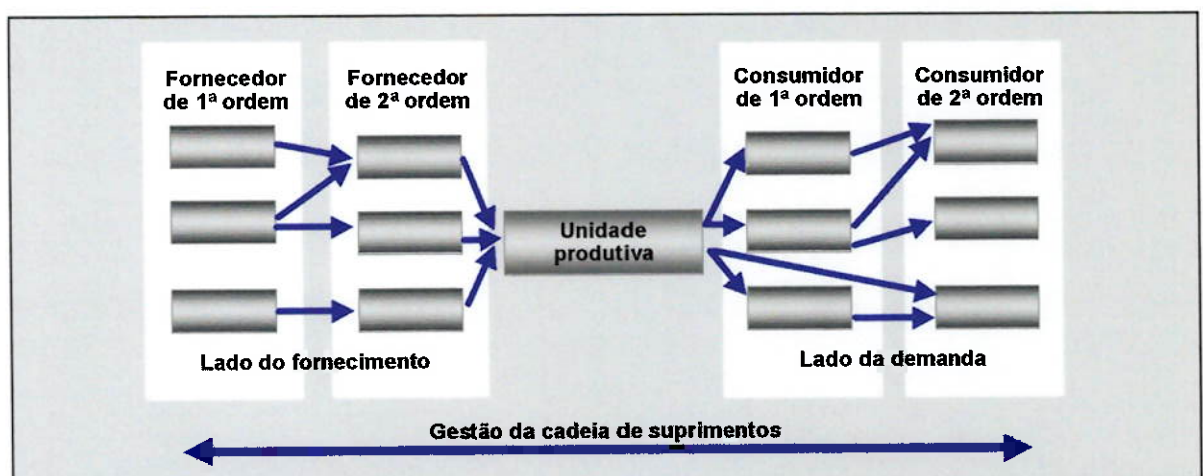 Fornecedor
de 1ª ordem
Fornecedor
de 2ª ordem
Consumidor
de 1ª ordem
Consumidor
de 2ª ordem
Unidade
produtiva
Lado do fornecimento
Lado da demanda
Gestão da cadeia de suprimentos